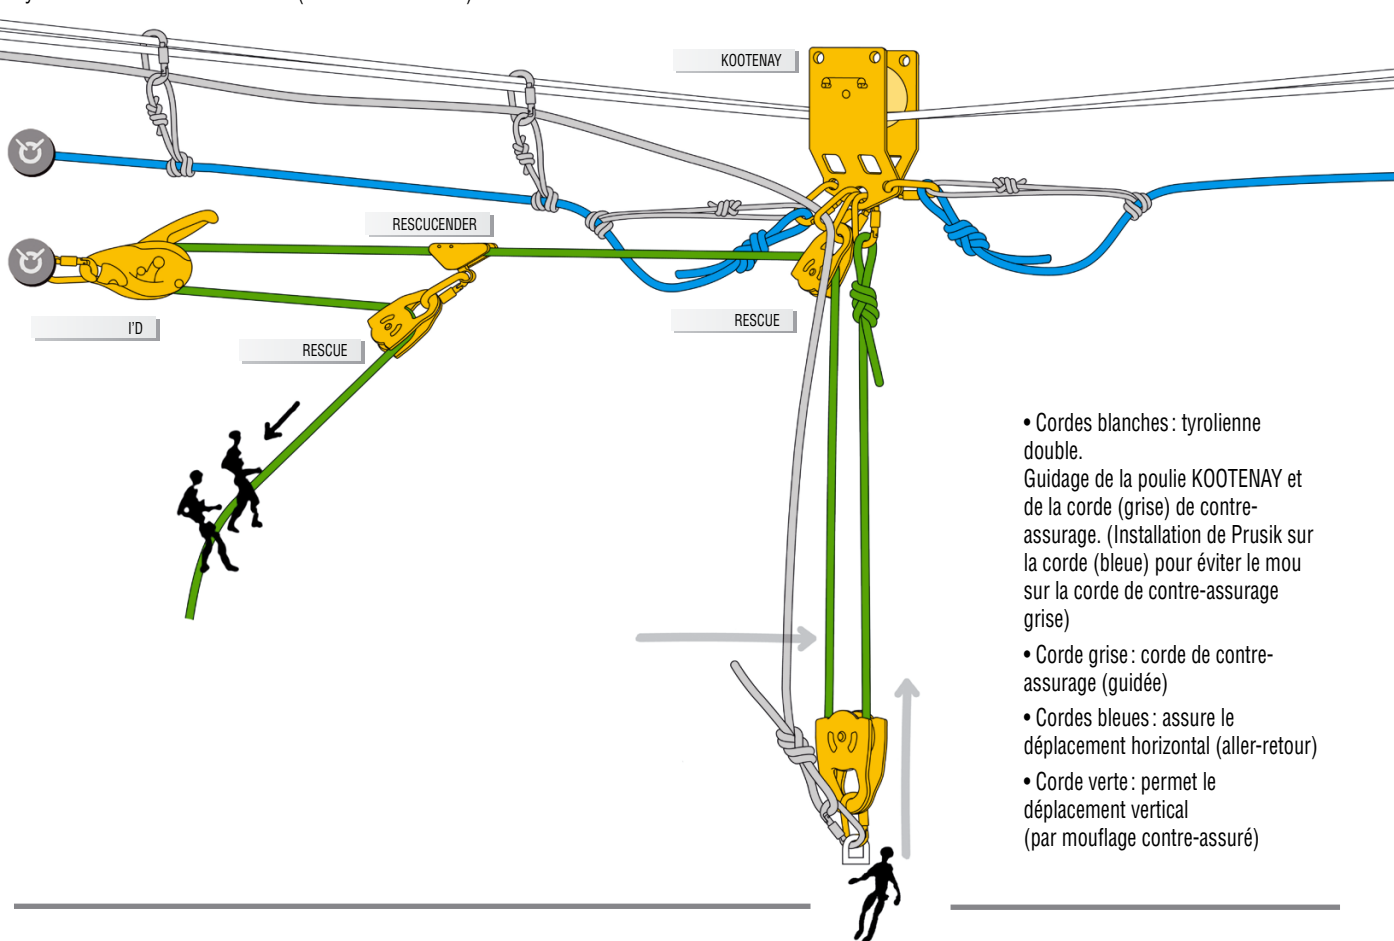 KOOTENAY
RESCUCENDER
I'D
RESCUE
RESCUE
• Cordes blanches : tyrolienne
double.
Guidage de la poulie KOOTENAY et
de la corde (grise) de contre-
assurage. (Installation de Prusik sur
la corde (bleue) pour éviter le mou
sur la corde de contre-assurage
grise)
• Corde grise : corde de contre-
assurage (guidée)
• Cordes bleues : assure le
déplacement horizontal (aller-retour)
• Corde verte : permet le
déplacement vertical
(par mouflage contre-assuré)